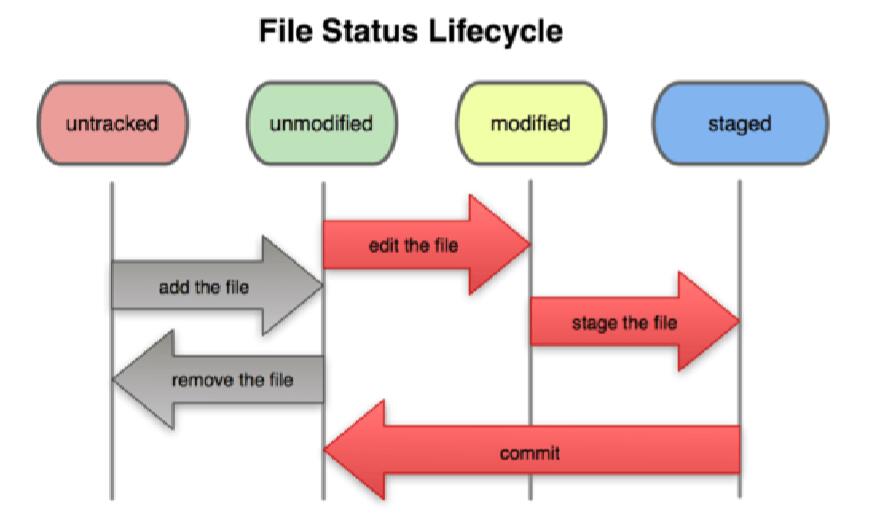 File Status Lifecycle
untracked
unmodified
modified
staged
edit the file
add the file
stage the file
remove the file
commit